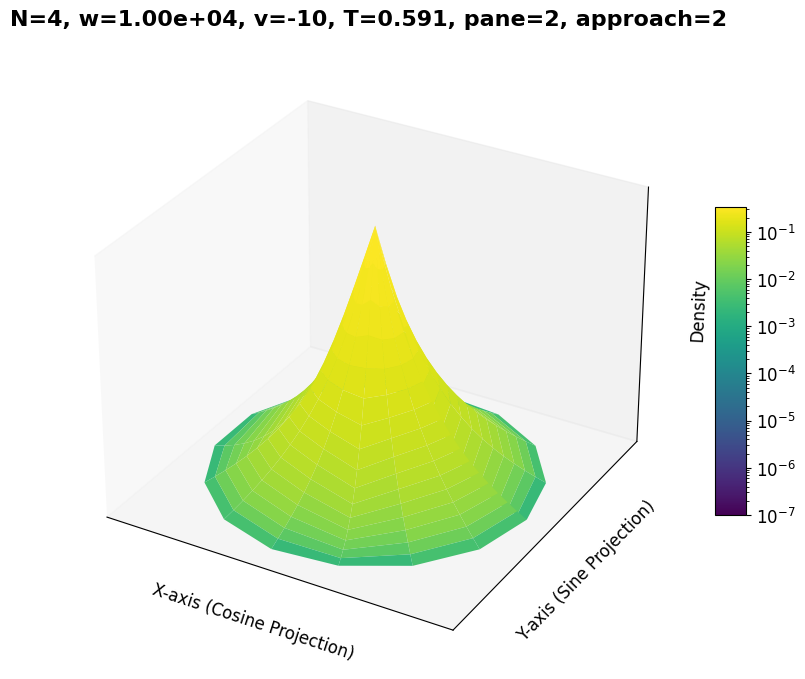 N=4, w=1.00e+04, v=-10, T=0.591, pane=2, approach=2
10⁻¹
10⁻²
10⁻³
10⁻⁴
10⁻⁵
10⁻⁶
10⁻⁷
Density
X-axis (Cosine Projection)
Y-axis (Sine Projection)